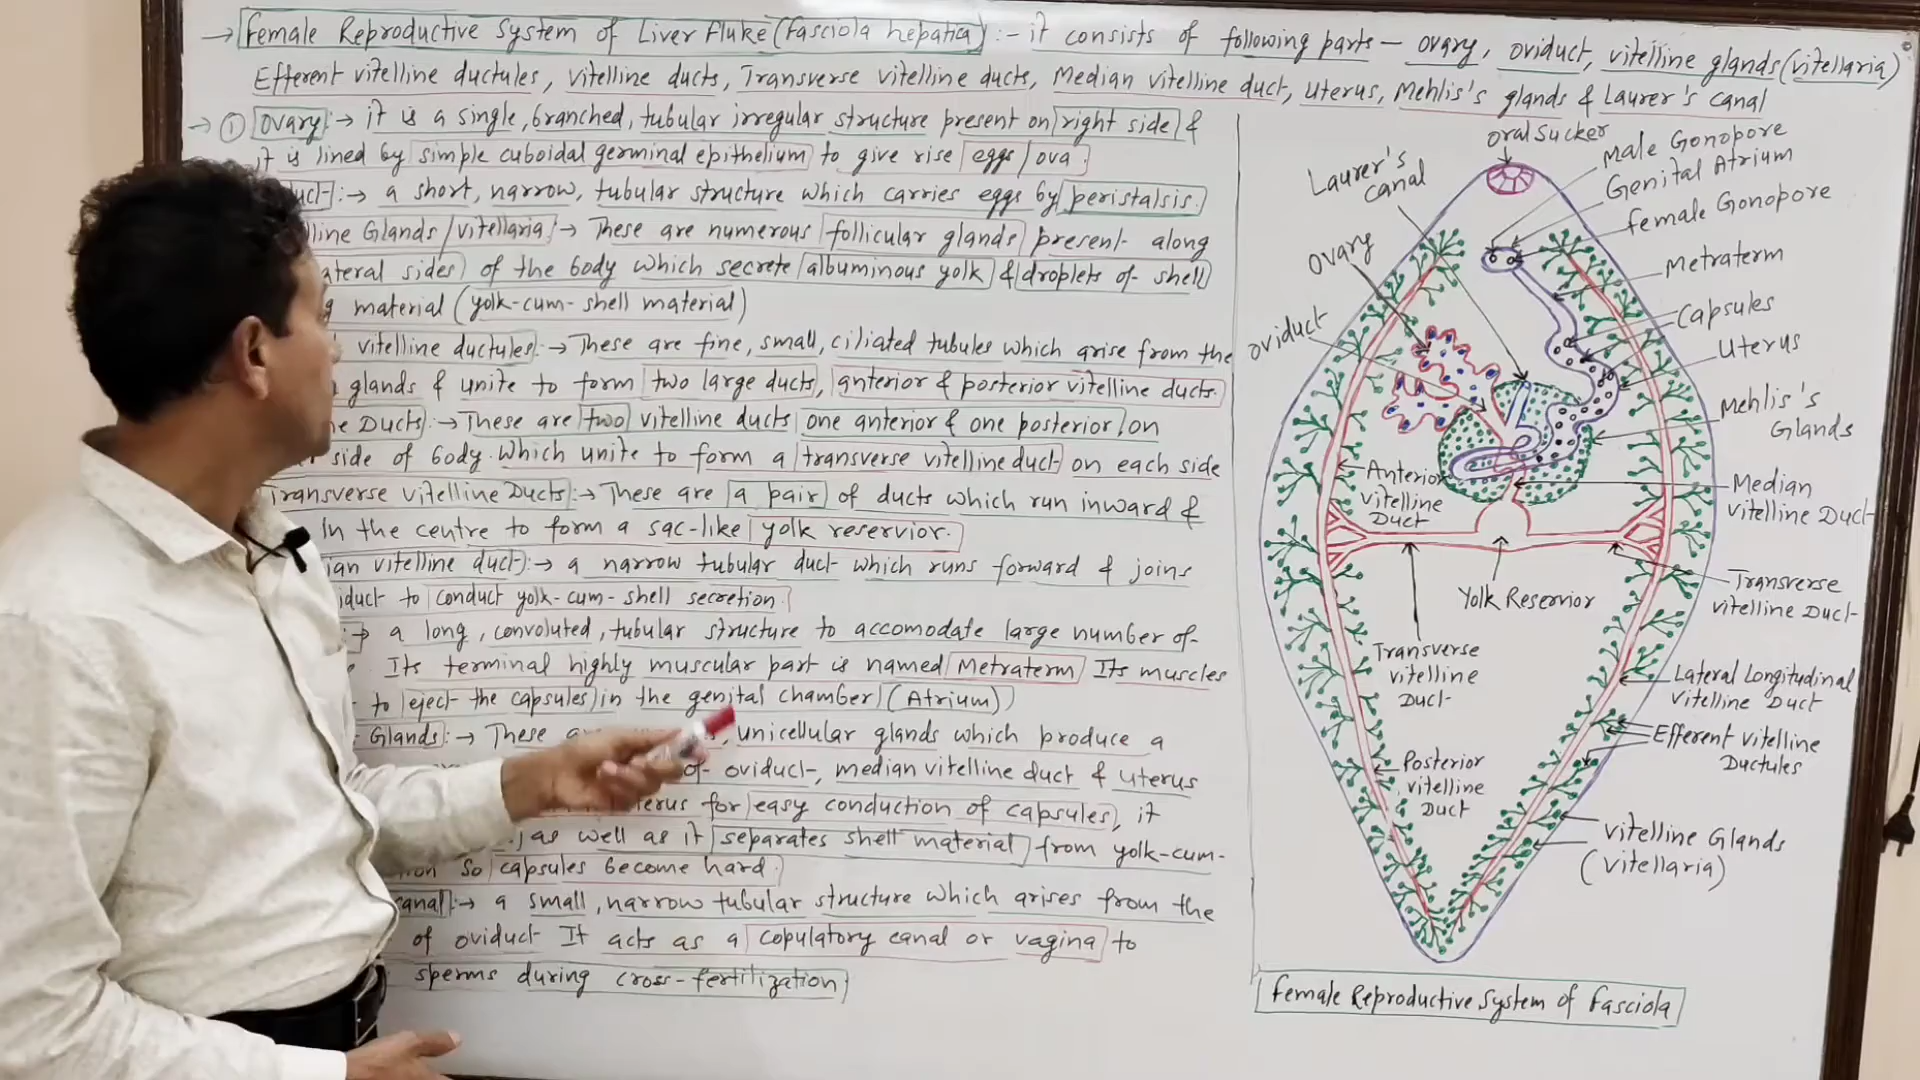 → Female Reproductive System of Liver Fluke (Fasciola hepatica) :- it consists of following parts – ovary, oviduct, vitelline glands (vitellaria)
Efferent vitelline ductules, vitelline ducts, Transverse vitelline ducts, Median vitelline duct, uterus, Mehlis's glands & Laurer's canal
→ ① Ovary :→ it is a single, branched, tubular irregular structure present on right side &
it is lined by simple cuboidal germinal epithelium to give rise eggs/ova.
:→ a short, narrow, tubular structure which carries eggs by peristalsis.
Glands/vitellaria :→ These are numerous follicular glands present along
sides of the body which secrete albuminous yolk & droplets of shell
material (yolk-cum-shell material)
vitelline ductules :→ These are fine, small, ciliated tubules which arise from the
glands & unite to form two large ducts, anterior & posterior vitelline ducts.
Ducts :→ These are two vitelline ducts one anterior & one posterior on
side of body which unite to form a transverse vitelline duct on each side
Transverse vitelline Ducts :→ These are a pair of ducts which run inward &
In the centre to form a sac-like yolk reservior.
vitelline duct :→ a narrow tubular duct which runs forward & joins
to conduct yolk-cum-shell secretion.
:→ a long, convoluted, tubular structure to accomodate large number of
Its terminal highly muscular part is named Metraterm Its muscles
to eject the capsules in the genital chamber (Atrium)
Glands :→ These unicellular glands which produce a
of oviduct, median vitelline duct & uterus
for easy conduction of capsules, it
as well as it separates shell material from yolk-cum-
so capsules become hard.
canal :→ a small, narrow tubular structure which arises from the
of oviduct It acts as a copulatory canal or vagina to
sperms during cross-fertilization
oral Sucker
Male Gonopore
Genital Atrium
female Gonopore
Laurer's
canal
Metraterm
Ovary
Capsules
oviduct
Uterus
Mehlis's
Glands
Anterior
vitelline
Duct
Median
vitelline Duct
Yolk Reservior
Transverse
vitelline Duct
Transverse
vitelline
Duct
Lateral Longitudinal
vitelline Duct
Efferent vitelline
Ductules
Posterior
vitelline
Duct
Vitelline Glands
(Vitellaria)
Female Reproductive System of Fasciola